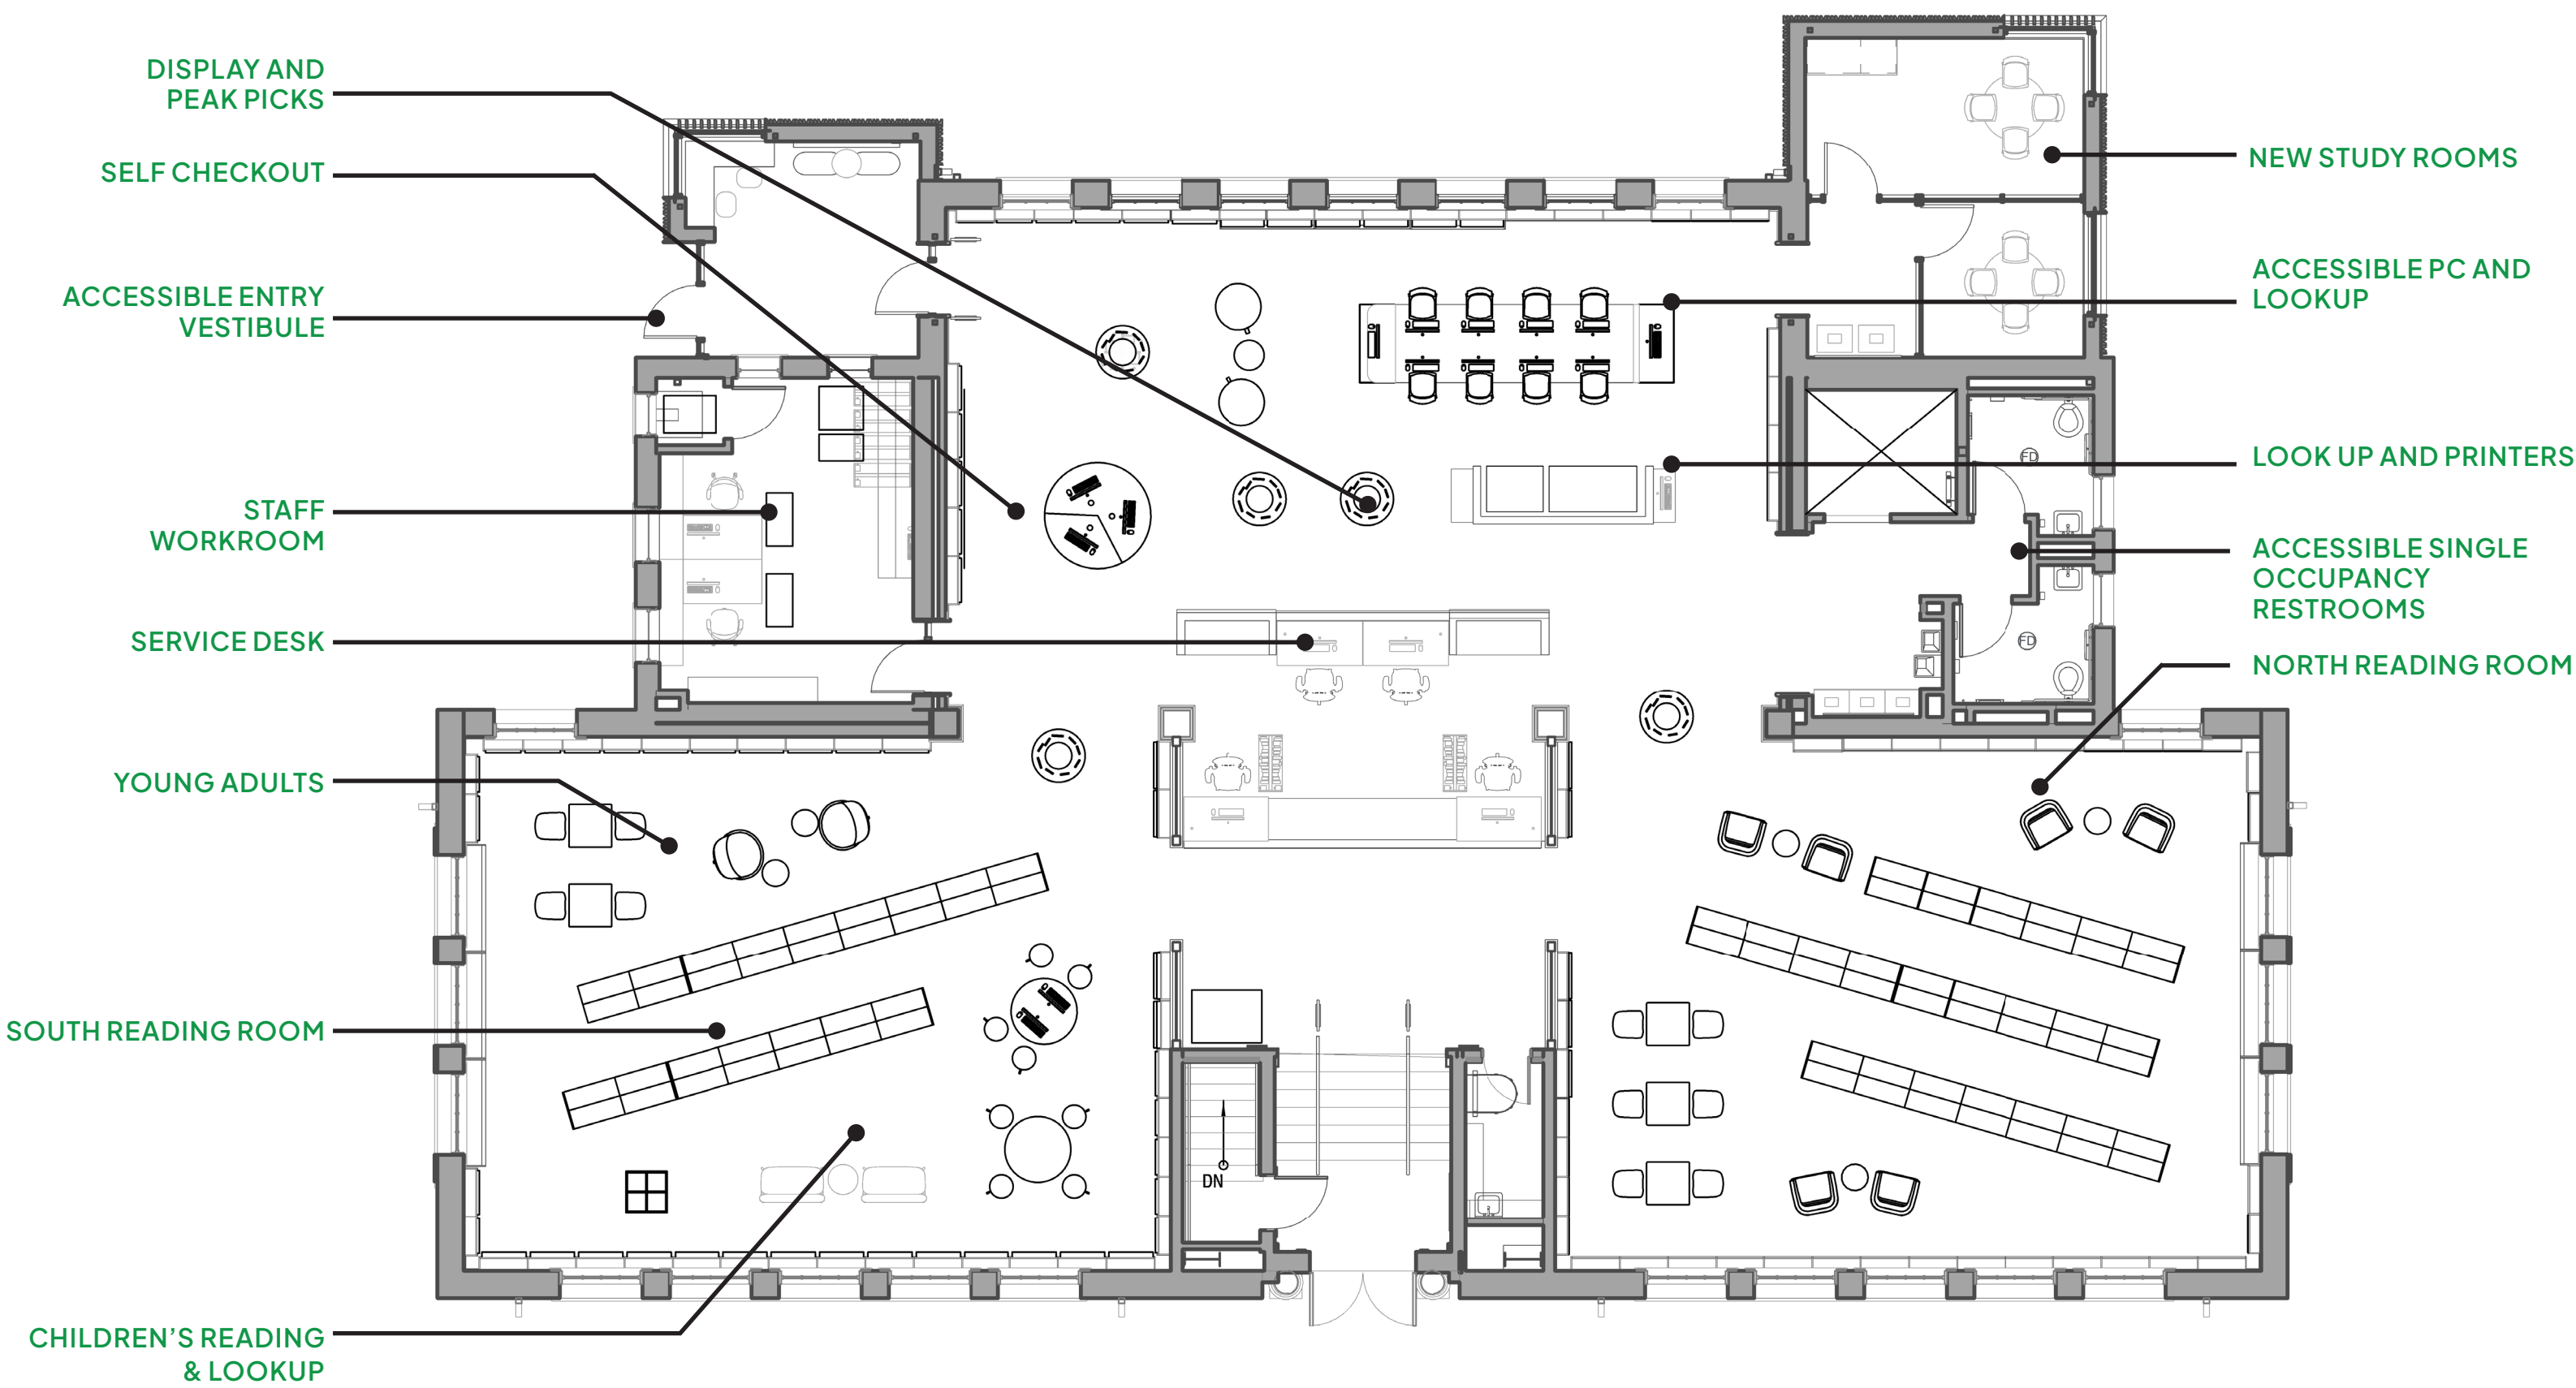 DISPLAY AND
PEAK PICKS
SELF CHECKOUT
ACCESSIBLE ENTRY
VESTIBULE
STAFF
WORKROOM
SERVICE DESK
YOUNG ADULTS
SOUTH READING ROOM
CHILDREN’S READING
& LOOKUP
NEW STUDY ROOMS
ACCESSIBLE PC AND
LOOKUP
LOOK UP AND PRINTERS
ACCESSIBLE SINGLE
OCCUPANCY
RESTROOMS
NORTH READING ROOM
FD
FD
DN